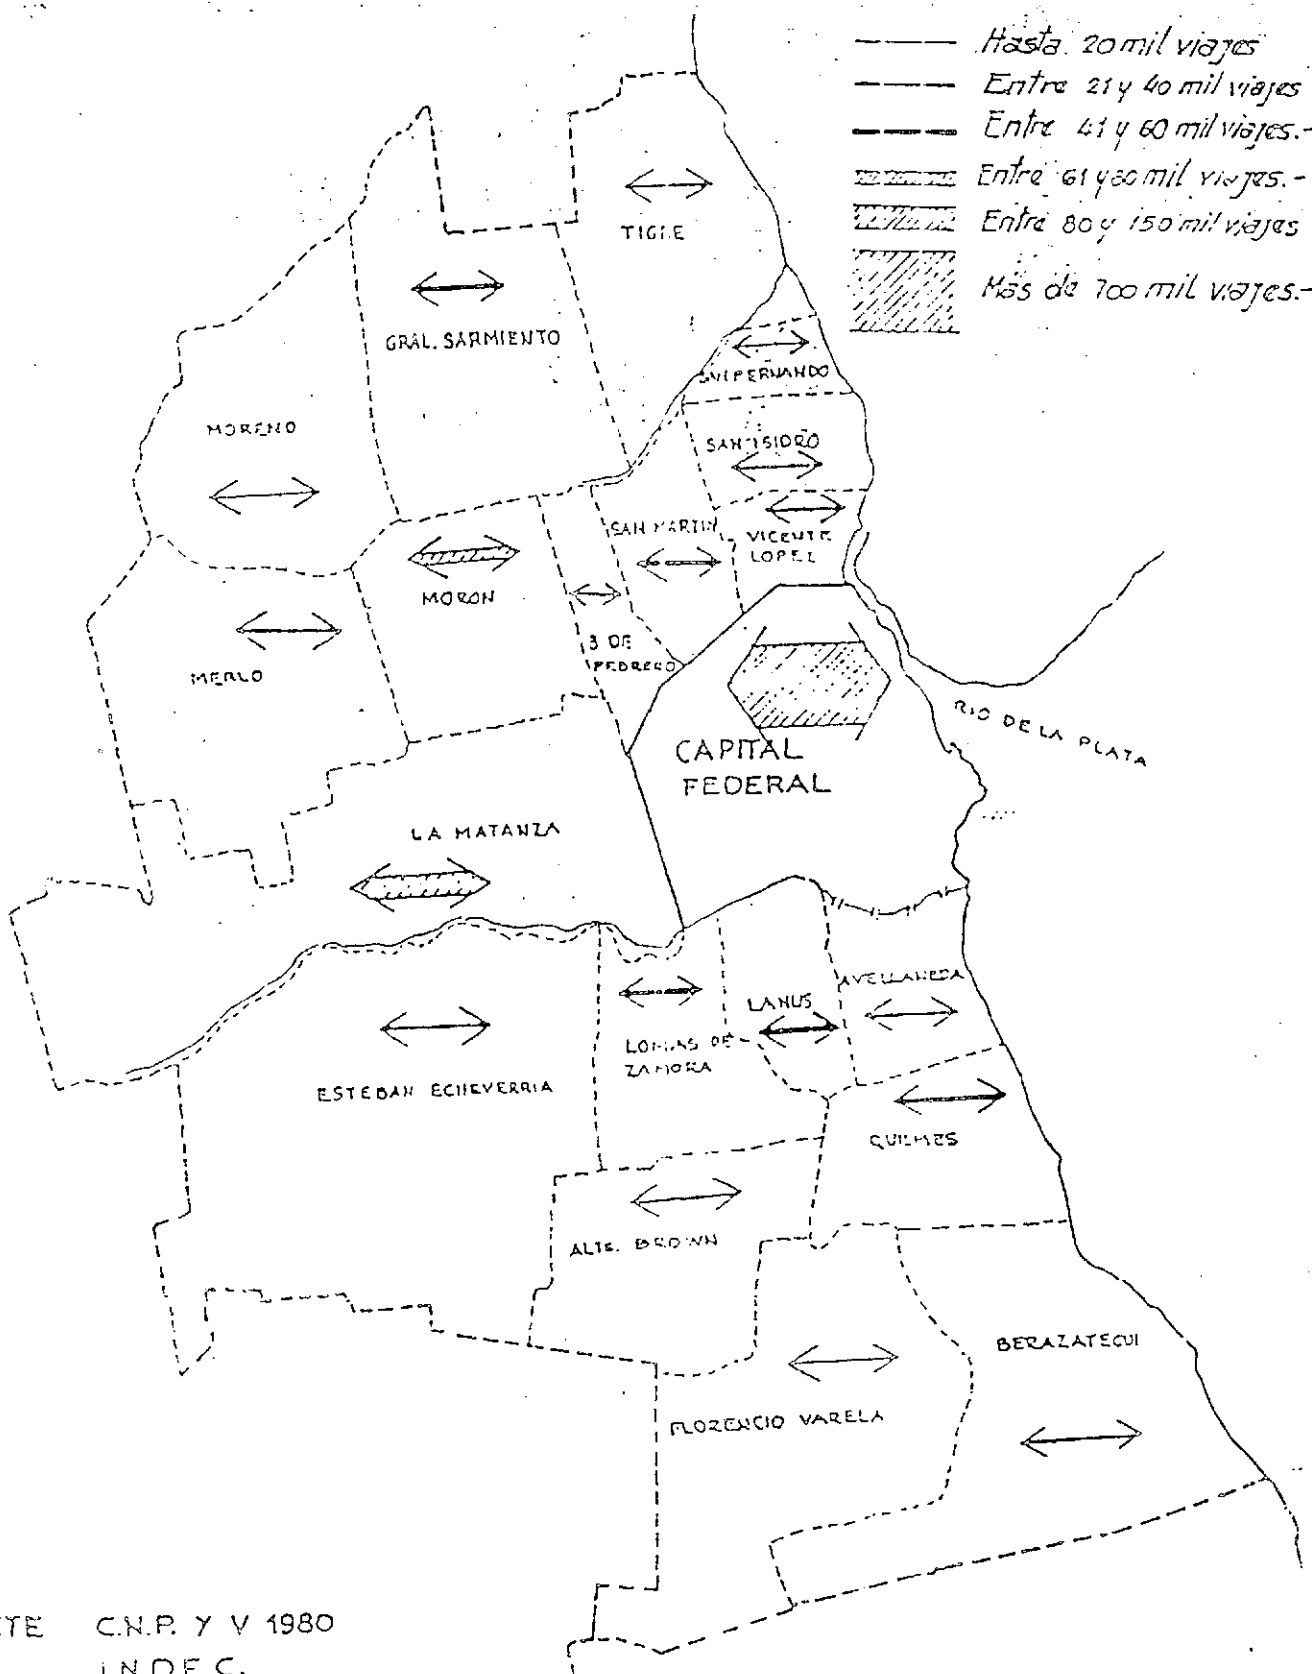 Hasta 20 mil viajes
Entre 21 y 40 mil viajes
Entre 41 y 60 mil viajes.-
Entre 61 y 80 mil viajes.-
Entre 80 y 150 mil viajes
Más de 700 mil viajes.-
TIGRE
GRAL. SARMIENTO
SAN FERNANDO
MORENO
SAN ISIDRO
SAN MARTIN
VICENTE
LOPEZ
MORON
3 DE
FEBRERO
MERLO
RIO DE LA PLATA
CAPITAL
FEDERAL
LA MATANZA
AVELLANEDA
LANUS
LOMAS DE
ZAMORA
ESTEBAN ECHEVERRIA
QUILMES
ALTE. BROWN
BERAZATEGUI
FLORENCIO VARELA
C.N.P. Y V 1980
INDEC.